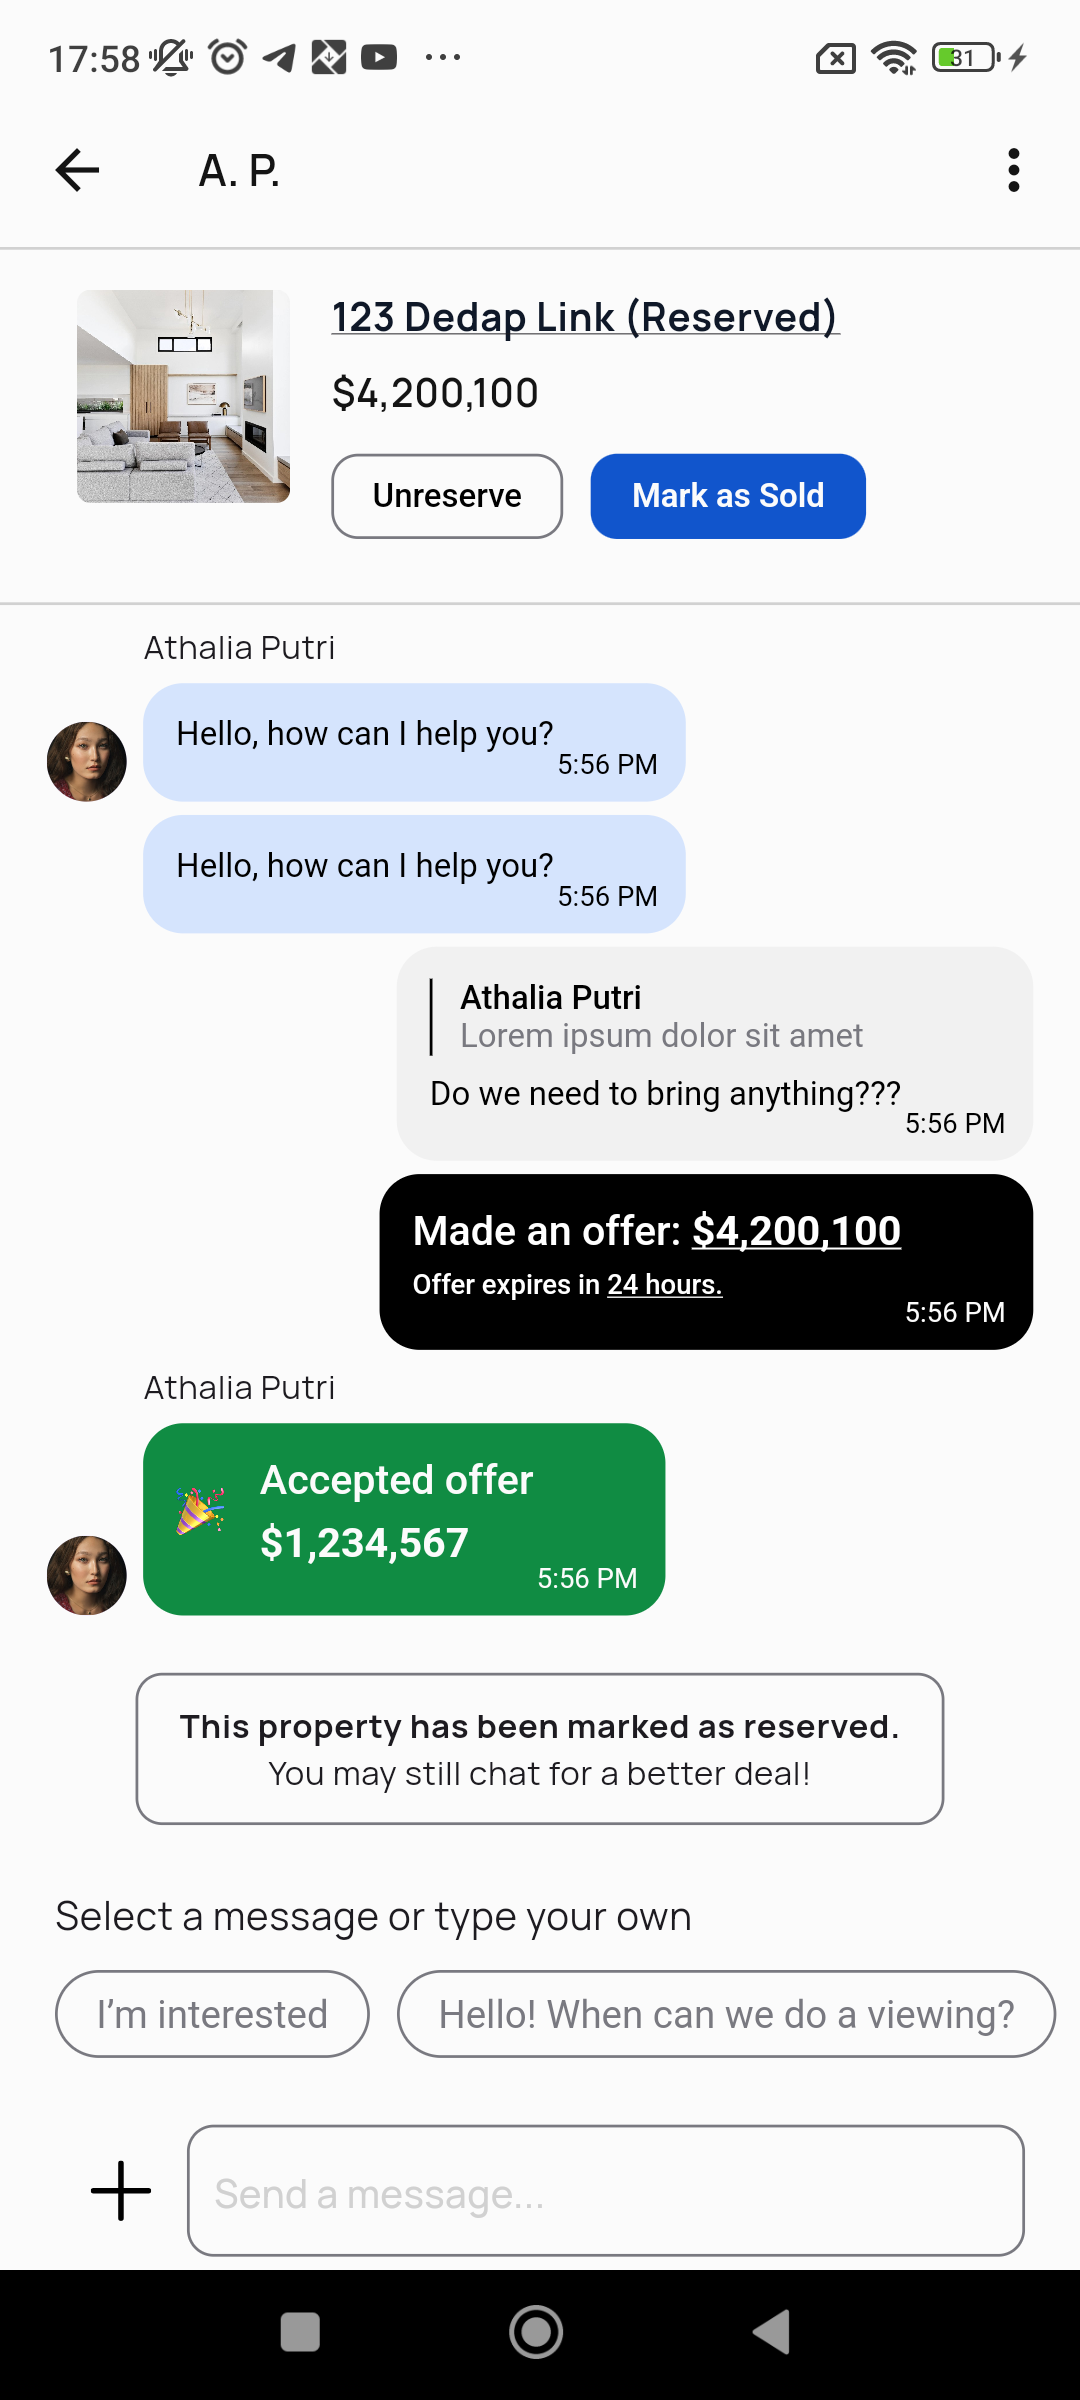 17:58
31
A. P.
123 Dedap Link (Reserved)
$4,200,100
Unreserve
Mark as Sold
Athalia Putri
Hello, how can I help you?
5:56 PM
Hello, how can I help you?
5:56 PM
Athalia Putri
Lorem ipsum dolor sit amet
Do we need to bring anything???
5:56 PM
Made an offer: $4,200,100
Offer expires in 24 hours.
5:56 PM
Athalia Putri
Accepted offer
$1,234,567
5:56 PM
This property has been marked as reserved.
You may still chat for a better deal!
Select a message or type your own
I'm interested
Hello! When can we do a viewing?
Send a message...